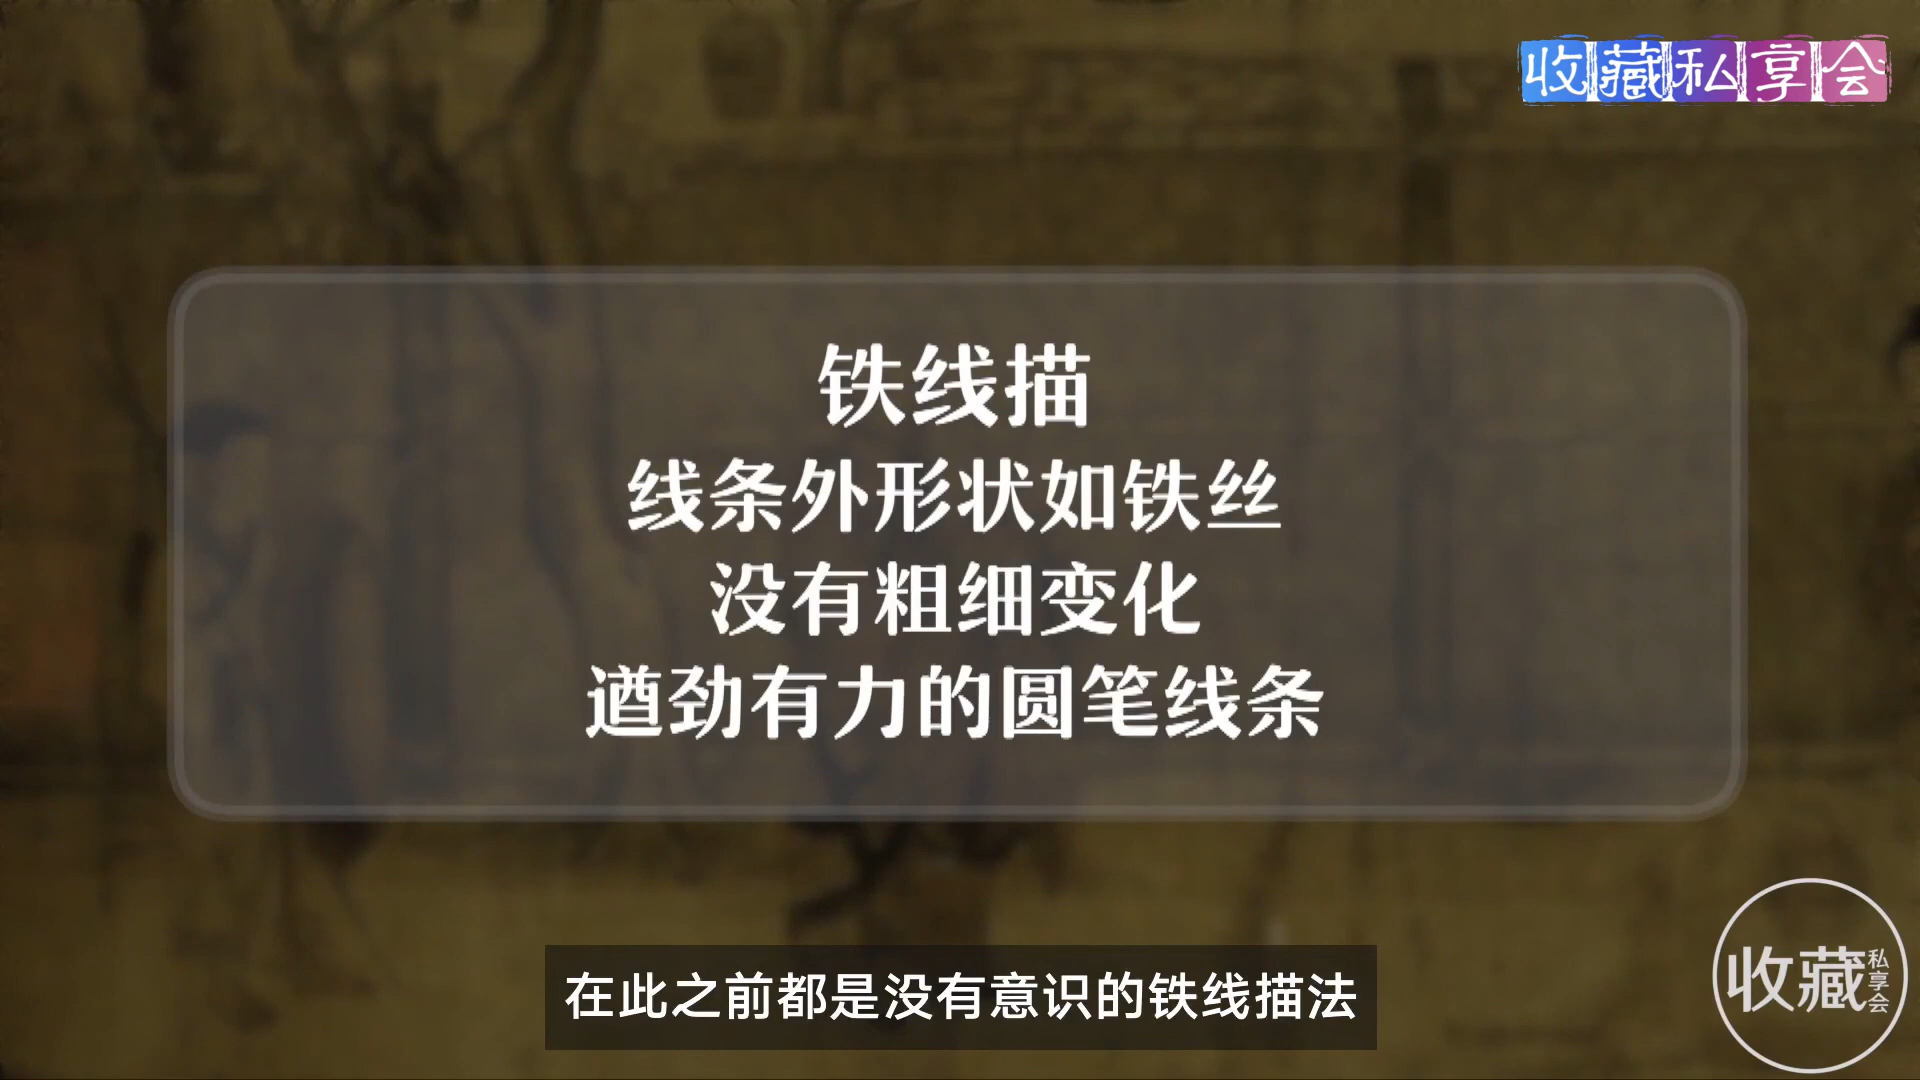 收藏私享会
铁线描
线条外形状如铁丝
没有粗细变化
遒劲有力的圆笔线条
在此之前都是没有意识的铁线描法
收藏私享会